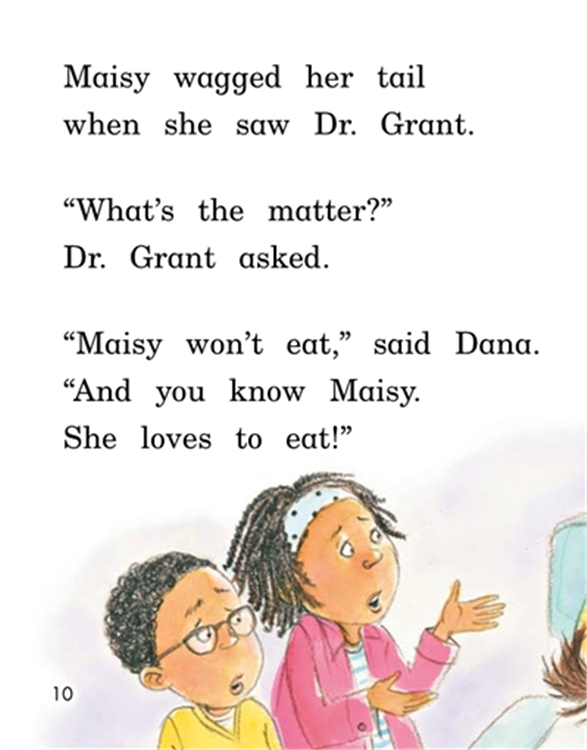 Maisy wagged her tail
when she saw Dr. Grant.
“What’s the matter?”
Dr. Grant asked.
“Maisy won’t eat,” said Dana.
“And you know Maisy.
She loves to eat!”
10